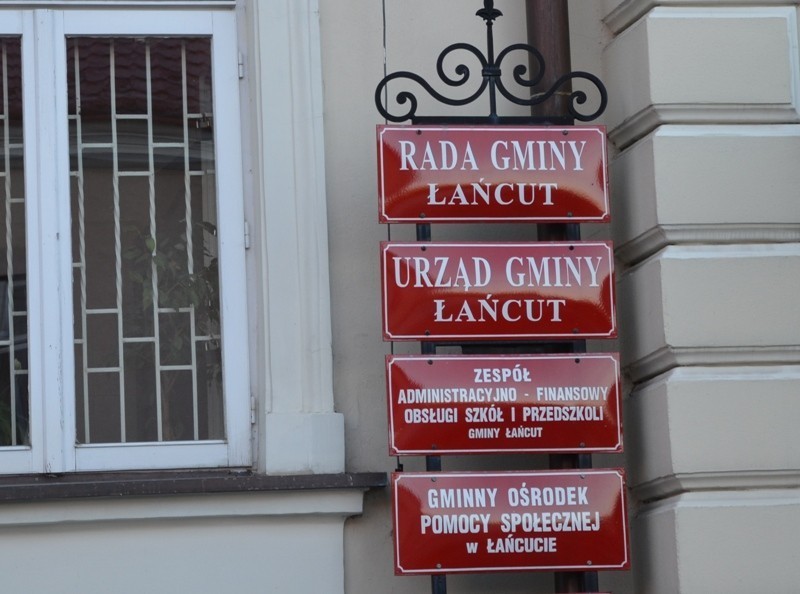 RADA GMINY
ŁAŃCUT
URZĄD GMINY
ŁAŃCUT
ZESPÓŁ
ADMINISTRACYJNO - FINANSOWY
OBSŁUGI SZKÓŁ I PRZEDSZKOLI
GMINY ŁAŃCUT
GMINNY OŚRODEK
POMOCY SPOŁECZNEJ
w ŁAŃCUCIE